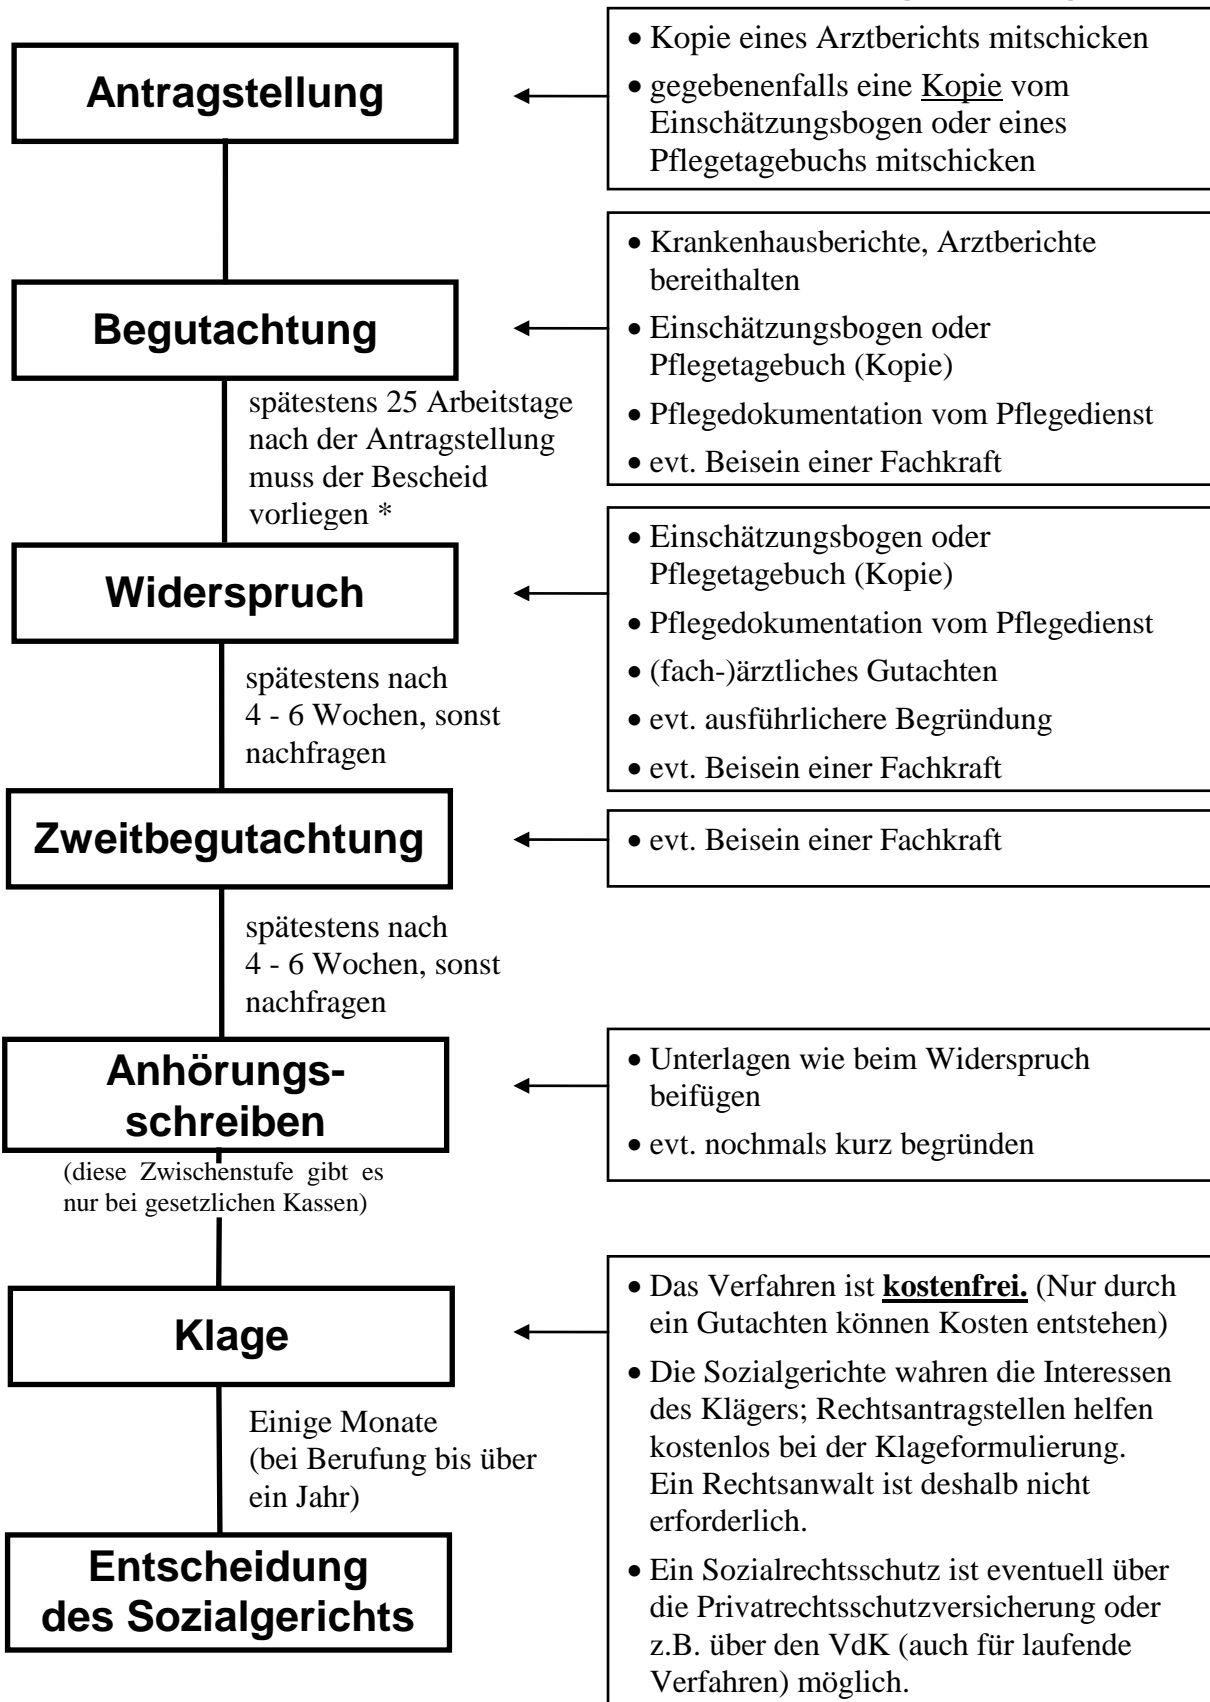 Antragstellung
• Kopie eines Arztberichts mitschicken
• gegebenenfalls eine Kopie vom
Einschätzungsbogen oder eines
Pflegetagebuchs mitschicken
Begutachtung
• Krankenhausberichte, Arztberichte
bereithalten
• Einschätzungsbogen oder
Pflegetagebuch (Kopie)
• Pflegedokumentation vom Pflegedienst
• evt. Beisein einer Fachkraft
spätestens 25 Arbeitstage
nach der Antragstellung
muss der Bescheid
vorliegen *
Widerspruch
• Einschätzungsbogen oder
Pflegetagebuch (Kopie)
• Pflegedokumentation vom Pflegedienst
• (fach-)ärztliches Gutachten
• evt. ausführlichere Begründung
• evt. Beisein einer Fachkraft
spätestens nach
4 - 6 Wochen, sonst
nachfragen
Zweitbegutachtung
• evt. Beisein einer Fachkraft
spätestens nach
4 - 6 Wochen, sonst
nachfragen
Anhörungs-
schreiben
• Unterlagen wie beim Widerspruch
beifügen
• evt. nochmals kurz begründen
(diese Zwischenstufe gibt es
nur bei gesetzlichen Kassen)
Klage
• Das Verfahren ist kostenfrei. (Nur durch
ein Gutachten können Kosten entstehen)
• Die Sozialgerichte wahren die Interessen
des Klägers; Rechtsantragstellen helfen
kostenlos bei der Klageformulierung.
Ein Rechtsanwalt ist deshalb nicht
erforderlich.
• Ein Sozialrechtsschutz ist eventuell über
die Privatrechtsschutzversicherung oder
z.B. über den VdK (auch für laufende
Verfahren) möglich.
Einige Monate
(bei Berufung bis über
ein Jahr)
Entscheidung
des Sozialgerichts